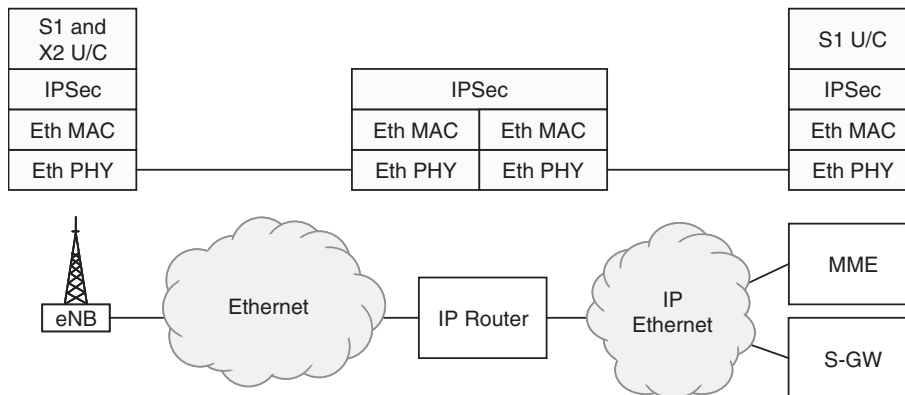 S1 and
X2 U/C
IPSec
Eth MAC
Eth PHY
IPSec
Eth MAC
Eth MAC
Eth PHY
Eth PHY
S1 U/C
IPSec
Eth MAC
Eth PHY
eNB
Ethernet
IP Router
IP
Ethernet
MME
S-GW